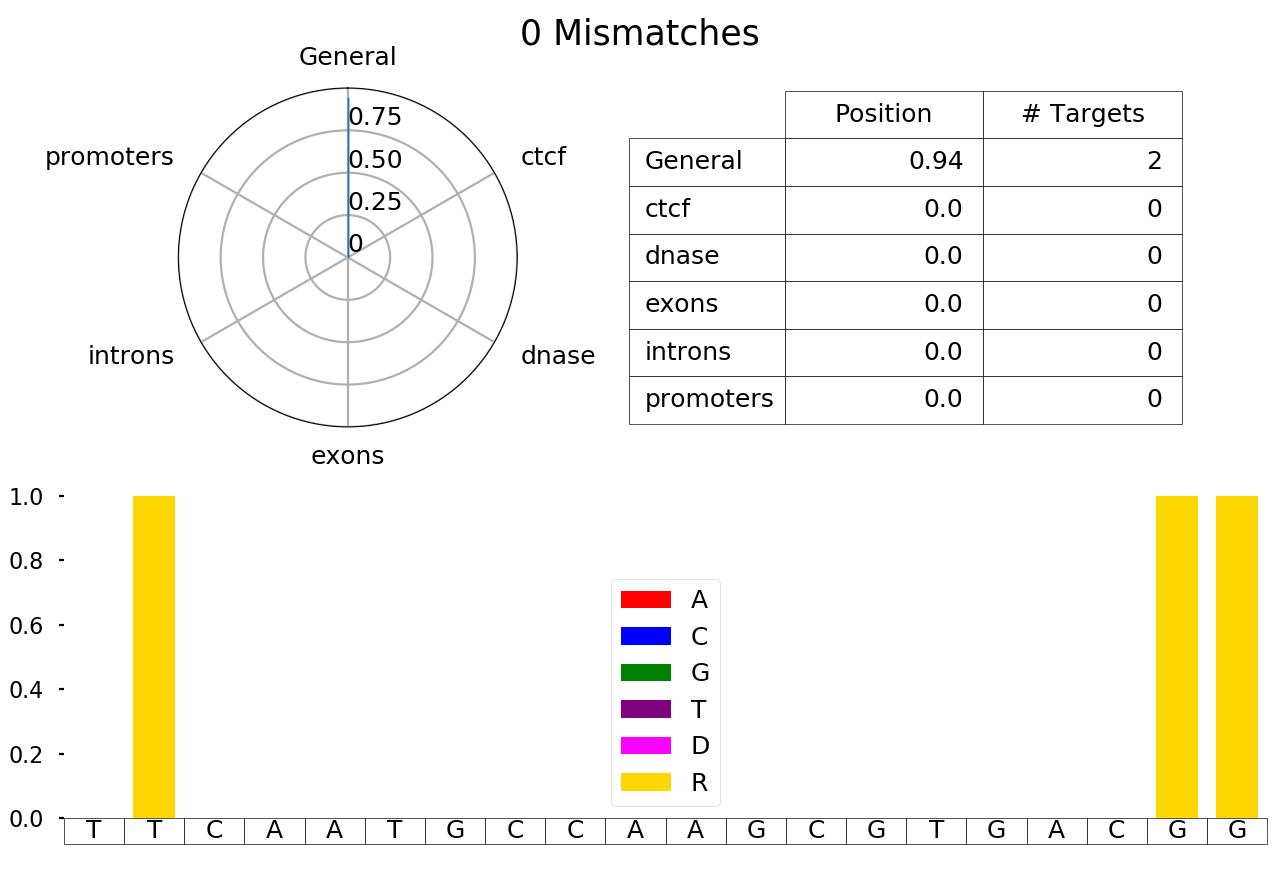 0 Mismatches
General
promoters
ctcf
introns
dnase
exons
0.75
0.50
0.25
0
Position # Targets
General 0.94 2
ctcf 0.0 0
dnase 0.0 0
exons 0.0 0
introns 0.0 0
promoters 0.0 0
1.0
0.8
0.6
0.4
0.2
0.0
A
C
G
T
D
R
T T C A A T G C C A A G C G T G A C G G